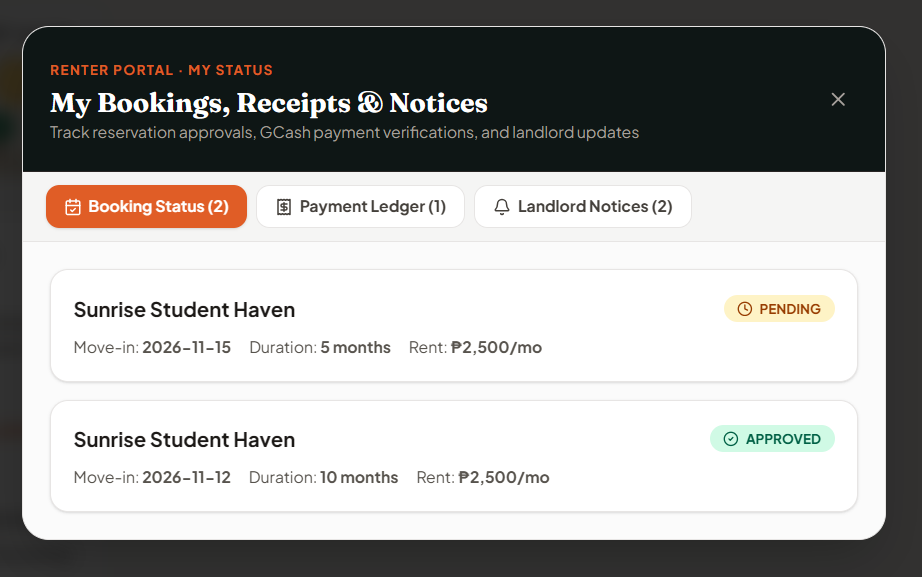 RENTER PORTAL · MY STATUS
My Bookings, Receipts & Notices
Track reservation approvals, GCash payment verifications, and landlord updates
Booking Status (2) Payment Ledger (1) Landlord Notices (2)
Sunrise Student Haven PENDING
Move-in: 2026-11-15 Duration: 5 months Rent: ₱2,500/mo
Sunrise Student Haven APPROVED
Move-in: 2026-11-12 Duration: 10 months Rent: ₱2,500/mo